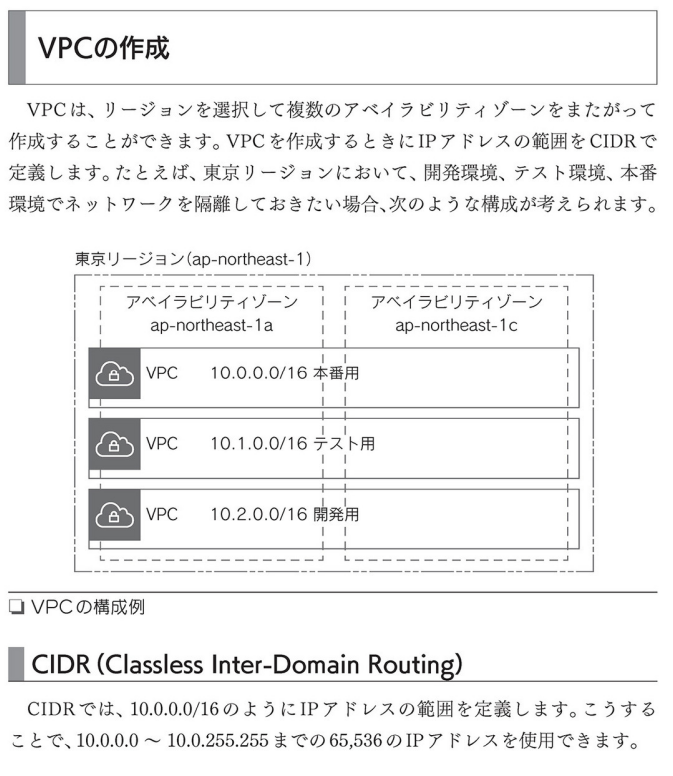 VPCの作成
VPCは、リージョンを選択して複数のアベイラビリティゾーンをまたがって
作成することができます。VPCを作成するときにIPアドレスの範囲をCIDRで
定義します。たとえば、東京リージョンにおいて、開発環境、テスト環境、本番
環境でネットワークを隔離しておきたい場合、次のような構成が考えられます。
東京リージョン(ap-northeast-1)
アベイラビリティゾーン
ap-northeast-1a
アベイラビリティゾーン
ap-northeast-1c
VPC 10.0.0.0/16 本番用
VPC 10.1.0.0/16 テスト用
VPC 10.2.0.0/16 開発用
❏ VPCの構成例
CIDR(Classless Inter-Domain Routing)
CIDRでは、10.0.0.0/16のようにIPアドレスの範囲を定義します。こうする
ことで、10.0.0.0 〜 10.0.255.255までの65,536のIPアドレスを使用できます。